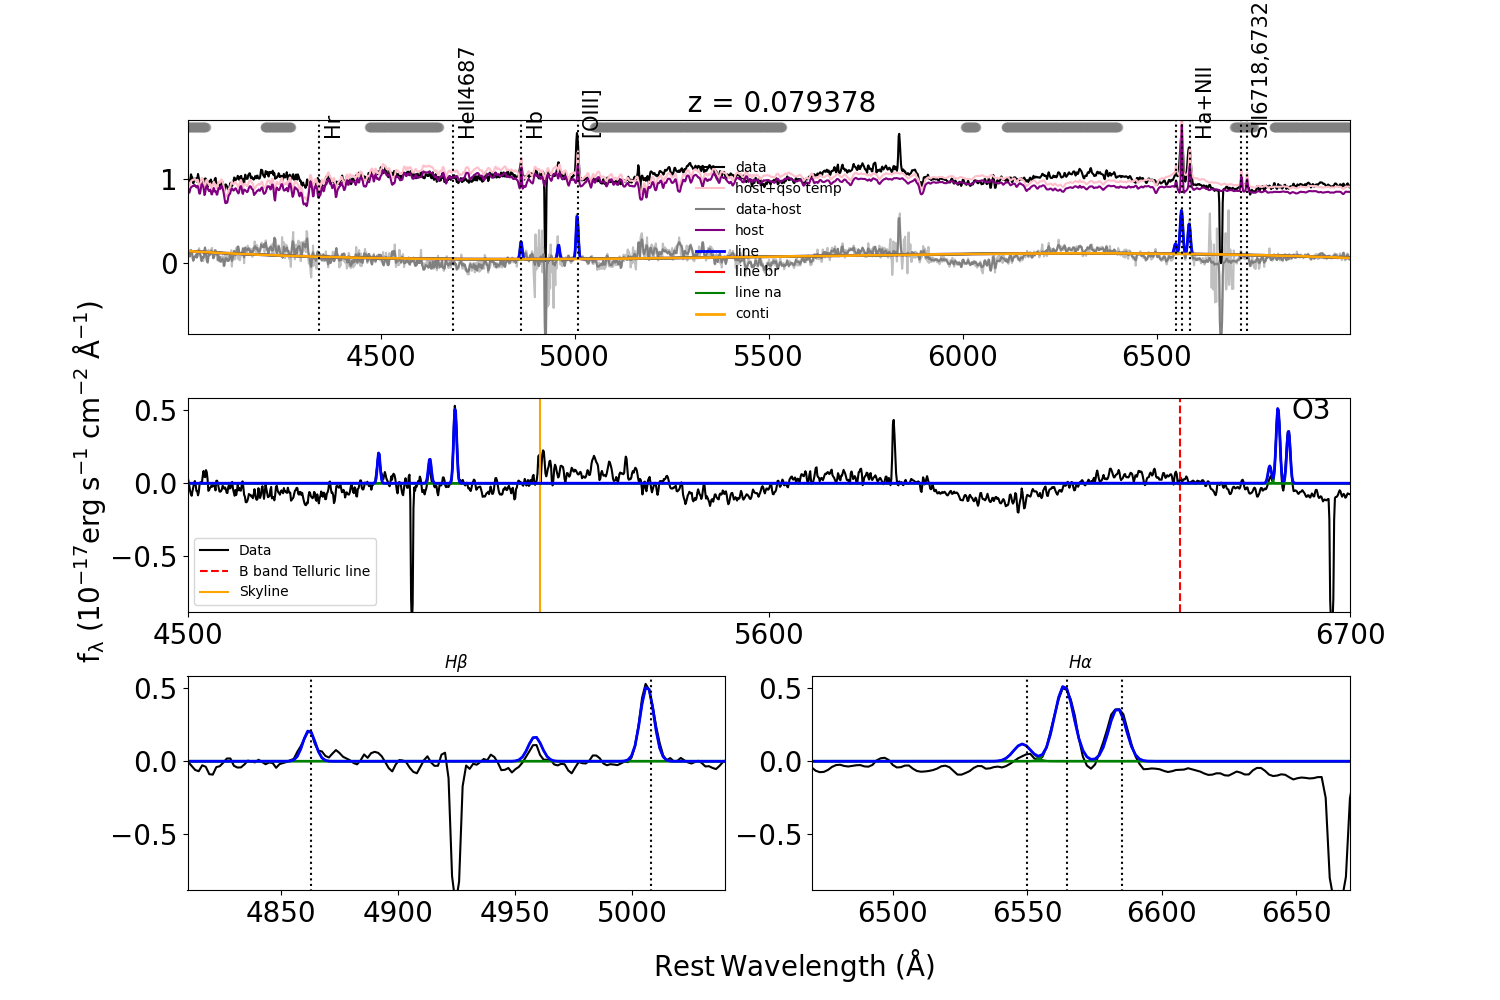 z = 0.079378
Hr
HeII4687
Hb
[OIII]
Ha+NII
SII6718,6732
data
host+qso temp
data-host
host
line
line br
line na
conti
1
0
4500
5000
5500
6000
6500
fλ (10⁻¹⁷erg s⁻¹ cm⁻² Å⁻¹)
O3
0.5
0.0
−0.5
Data
B band Telluric line
Skyline
4500
5600
6700
Hβ
0.5
0.0
−0.5
4850
4900
4950
5000
Hα
0.5
0.0
−0.5
6500
6550
6600
6650
Rest Wavelength (Å)